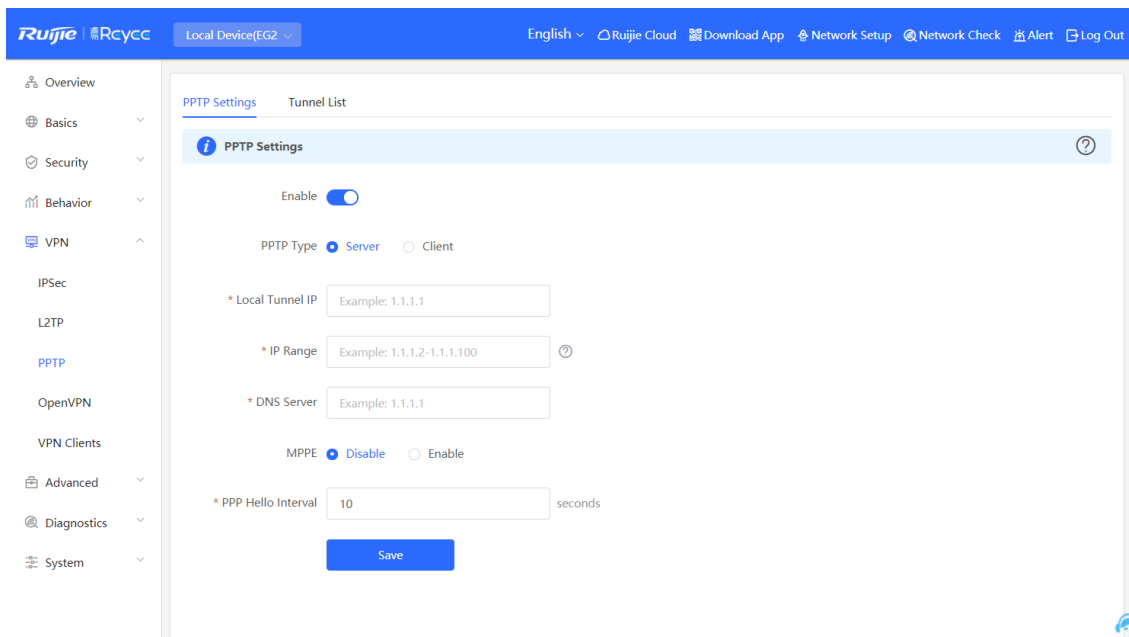 Ruijie | Reyee Local Device(EG2 English Ruijie Cloud Download App Network Setup Network Check Alert Log Out
Overview
Basics
Security
Behavior
VPN
IPSec
L2TP
PPTP
OpenVPN
VPN Clients
Advanced
Diagnostics
System
PPTP Settings Tunnel List
PPTP Settings
Enable
PPTP Type Server Client
* Local Tunnel IP Example: 1.1.1.1
* IP Range Example: 1.1.1.2-1.1.1.100
* DNS Server Example: 1.1.1.1
MPPE Disable Enable
* PPP Hello Interval 10 seconds
Save